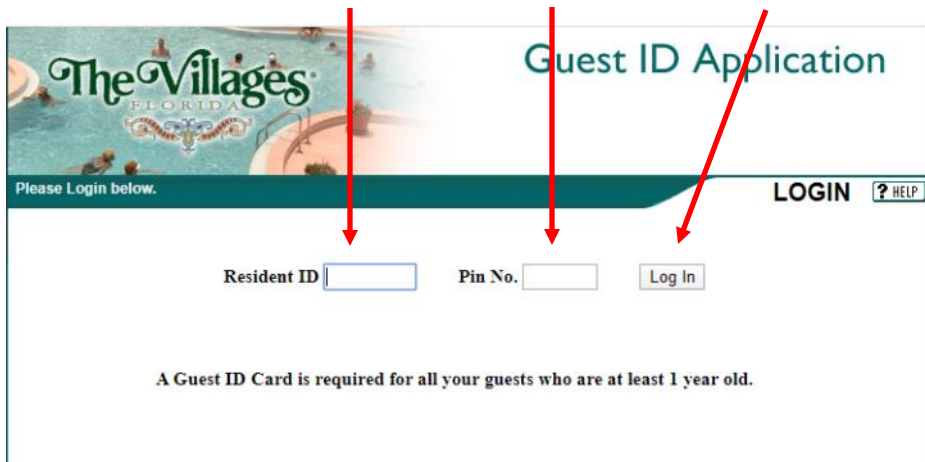 The Villages
FLORIDA
Guest ID Application
Please Login below.
LOGIN ? HELP
Resident ID Pin No. Log In
A Guest ID Card is required for all your guests who are at least 1 year old.